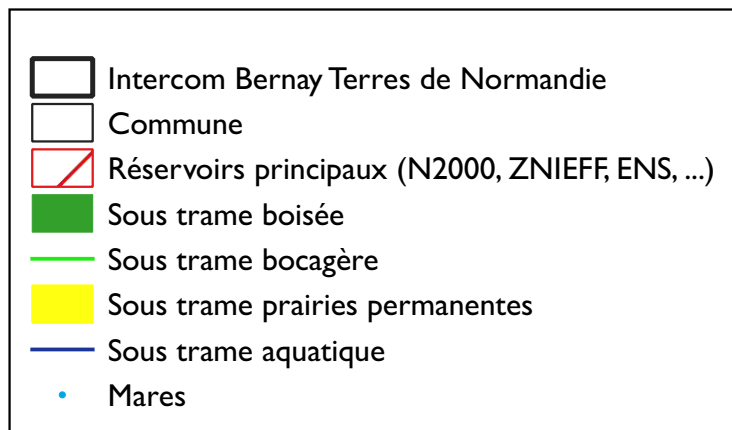 Intercom Bernay Terres de Normandie
Commune
Réservoirs principaux (N2000, ZNIEFF, ENS, ...)
Sous trame boisée
Sous trame bocagère
Sous trame prairies permanentes
Sous trame aquatique
Mares